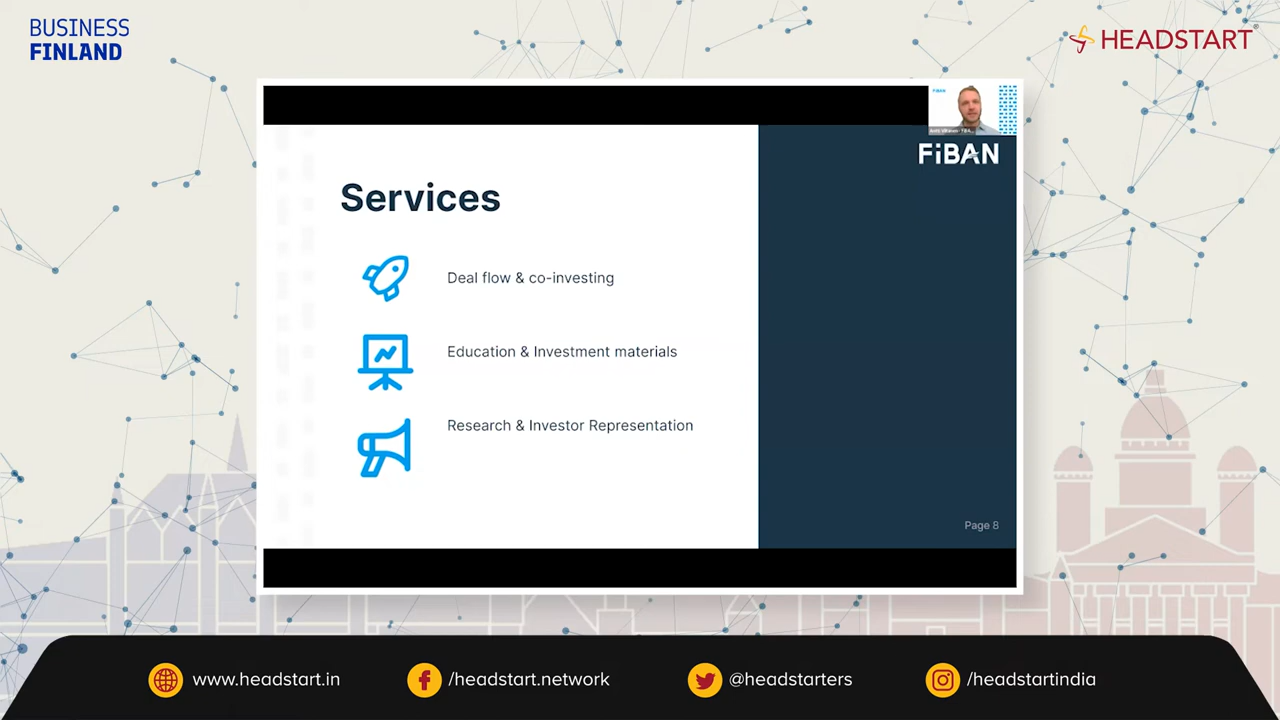 BUSINESS
FINLAND
HEADSTART
FiBAN
Services
Deal flow & co-investing
Education & Investment materials
Research & Investor Representation
Page 8
www.headstart.in
/headstart.network
@headstarters
/headstartindia